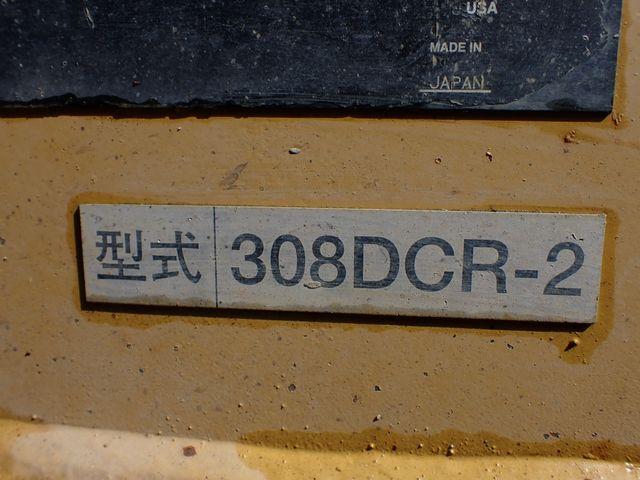 USA
MADE IN
JAPAN
型式 308DCR-2